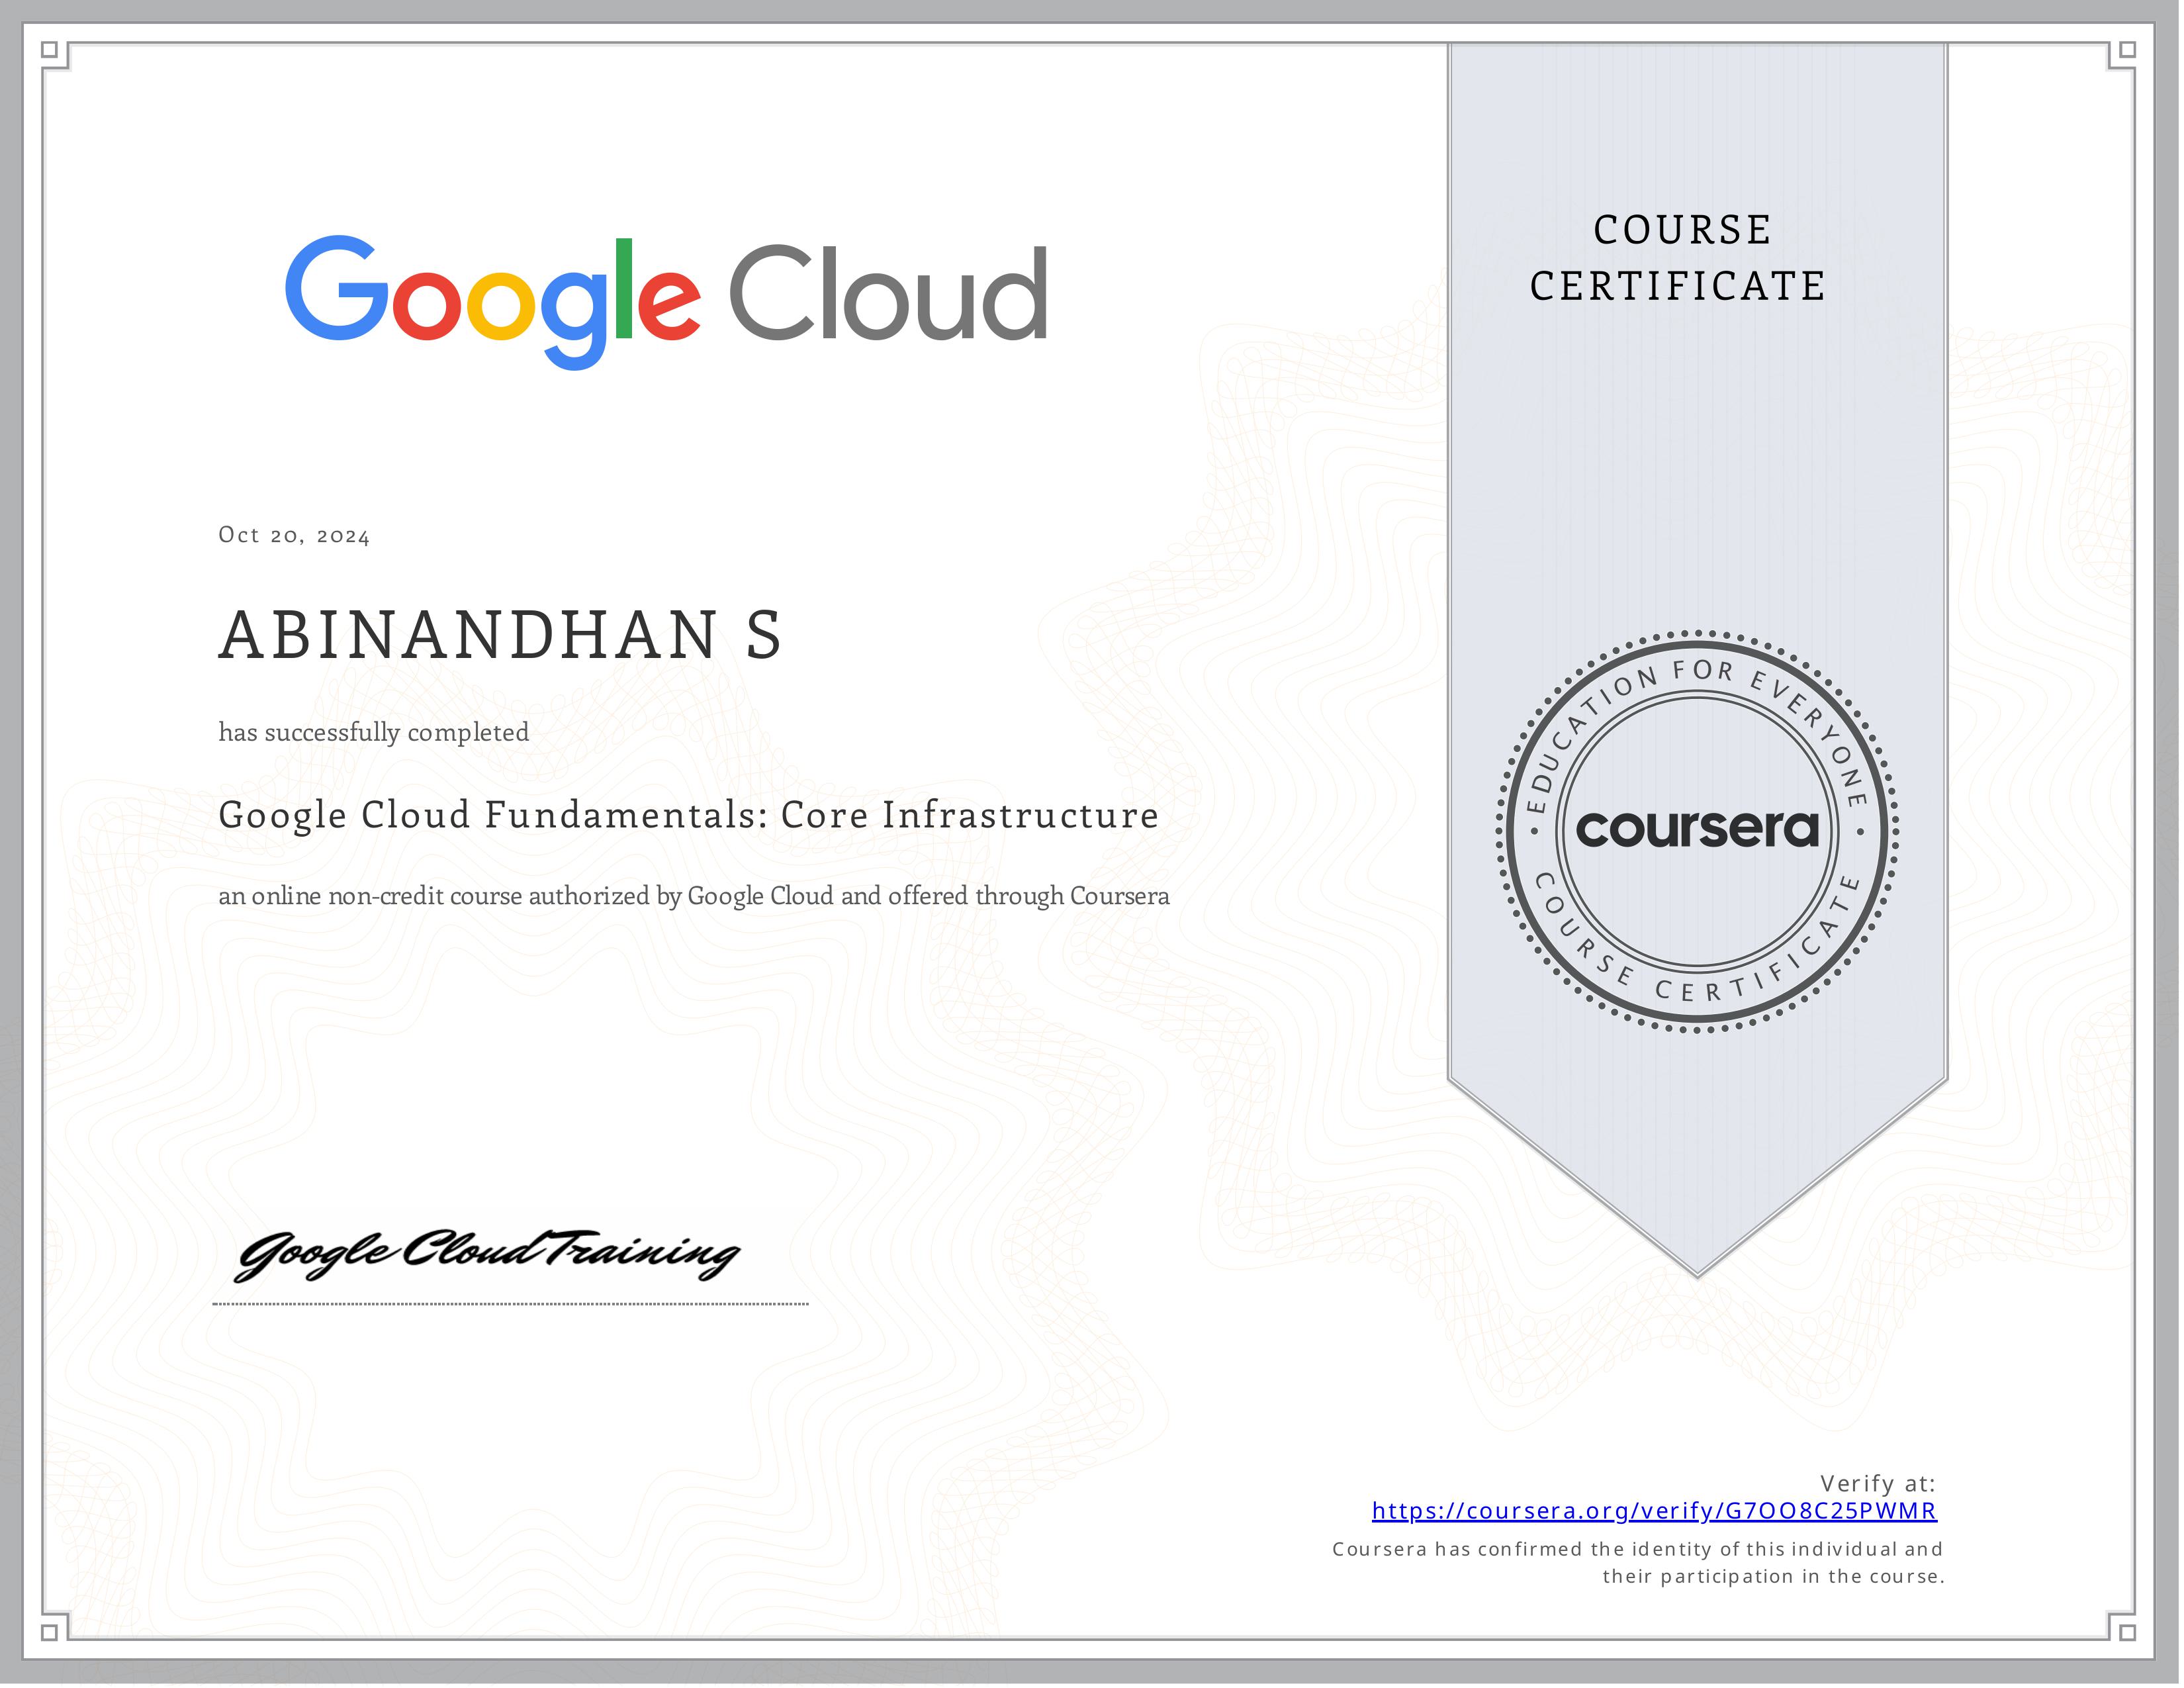 Google Cloud
COURSE
CERTIFICATE
Oct 20, 2024
ABINANDHAN S
has successfully completed
Google Cloud Fundamentals: Core Infrastructure
an online non-credit course authorized by Google Cloud and offered through Coursera
EDUCATION FOR EVERYONE
coursera
COURSE CERTIFICATE
Google Cloud Training
Verify at:
https://coursera.org/verify/G7OO8C25PWMR
Coursera has confirmed the identity of this individual and
their participation in the course.